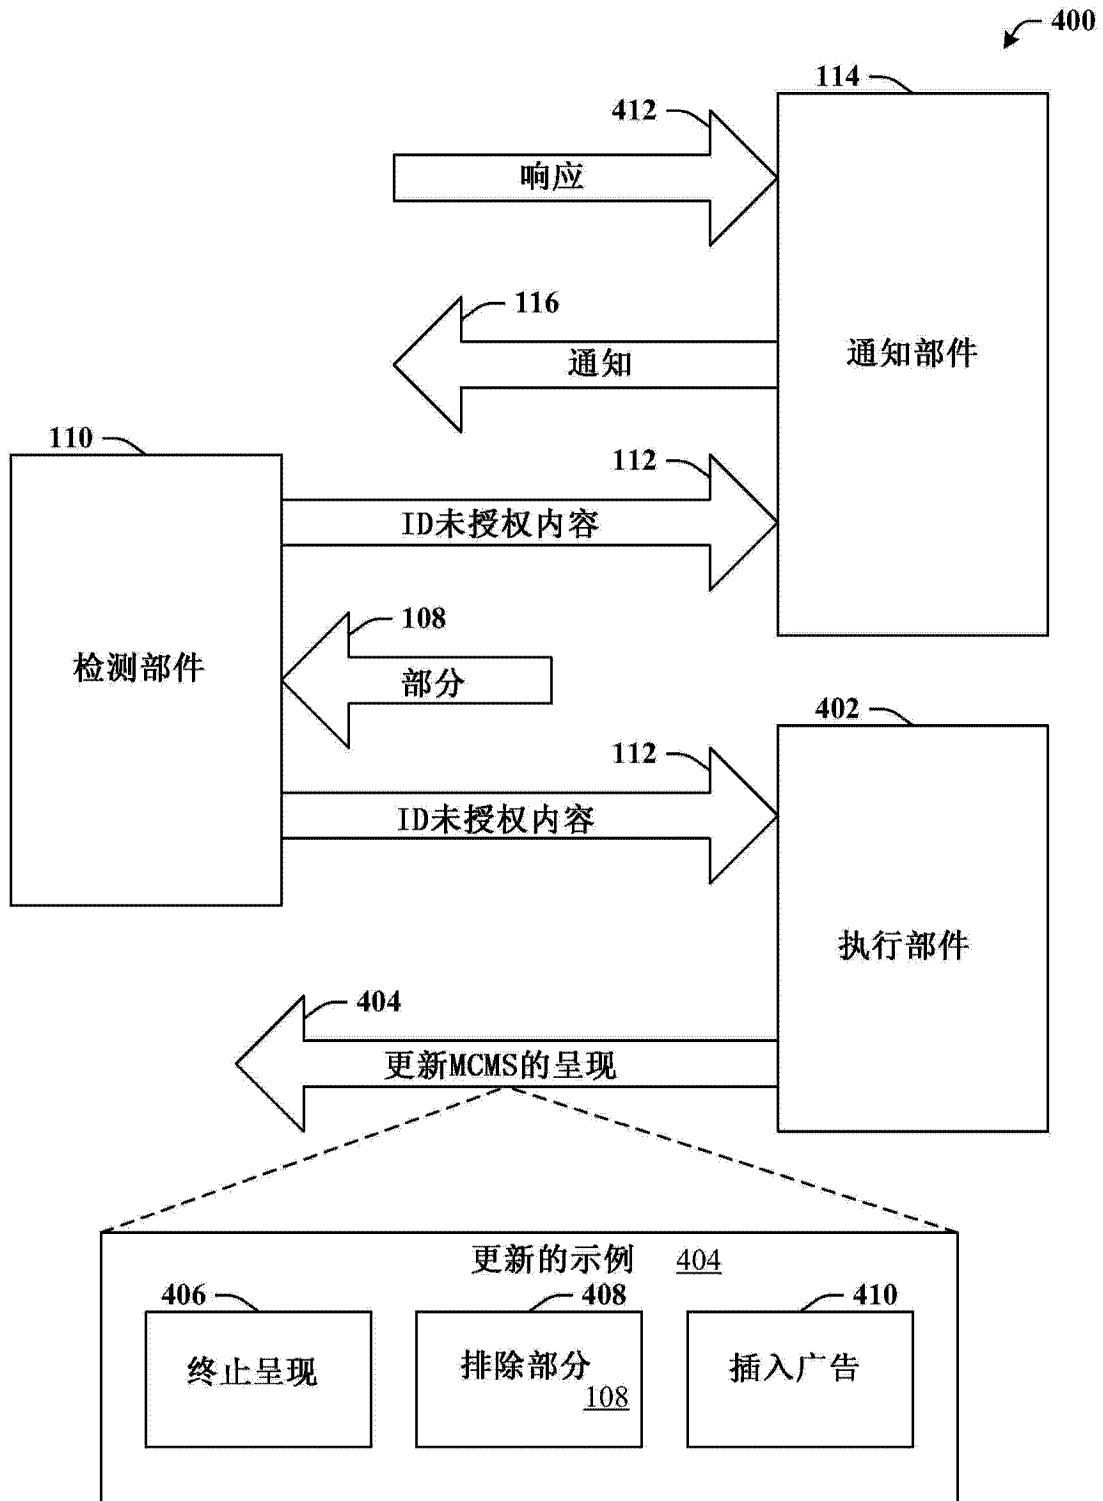 400
114
412
响应
116
通知
通知部件
110
112
ID未授权内容
108
部分
检测部件
402
112
ID未授权内容
执行部件
404
更新MCMS的呈现
更新的示例 404
406
终止呈现
408
排除部分
108
410
插入广告